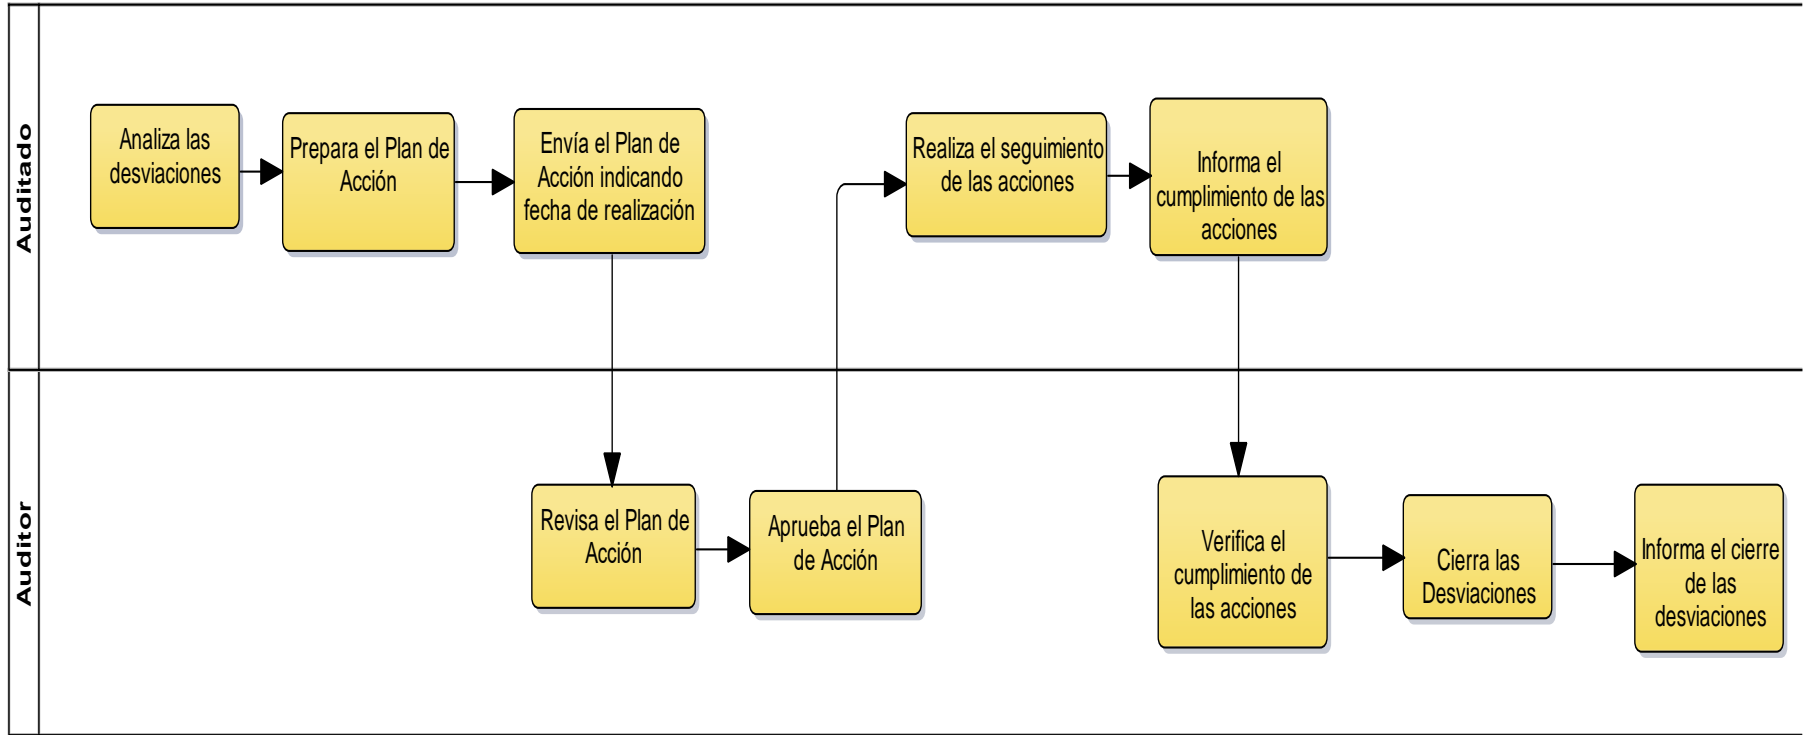 Auditado
Analiza las
desviaciones
Prepara el Plan de
Acción
Envía el Plan de
Acción indicando
fecha de realización
Realiza el seguimiento
de las acciones
Informa el
cumplimiento de las
acciones
Auditor
Revisa el Plan de
Acción
Aprueba el Plan
de Acción
Verifica el
cumplimiento de
las acciones
Cierra las
Desviaciones
Informa el cierre
de las
desviaciones